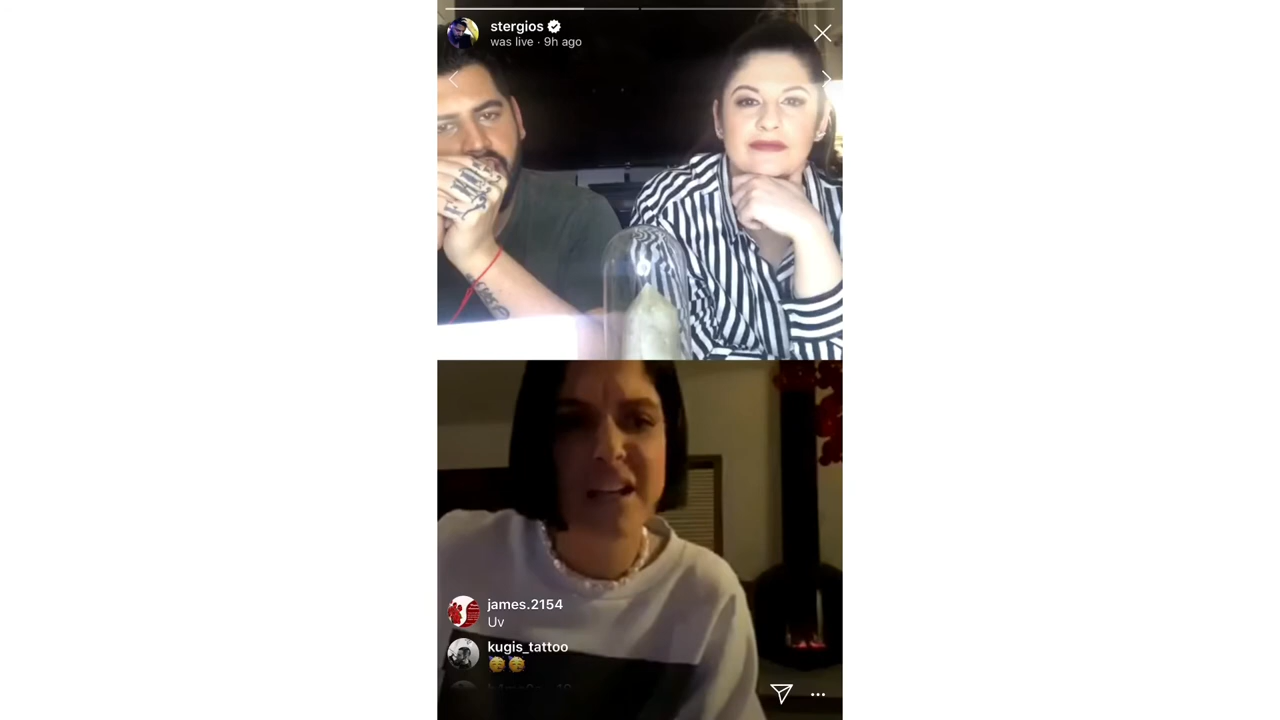 stergios
was live · 9h ago
james.2154
Uv
kugis_tattoo
🥳🥳